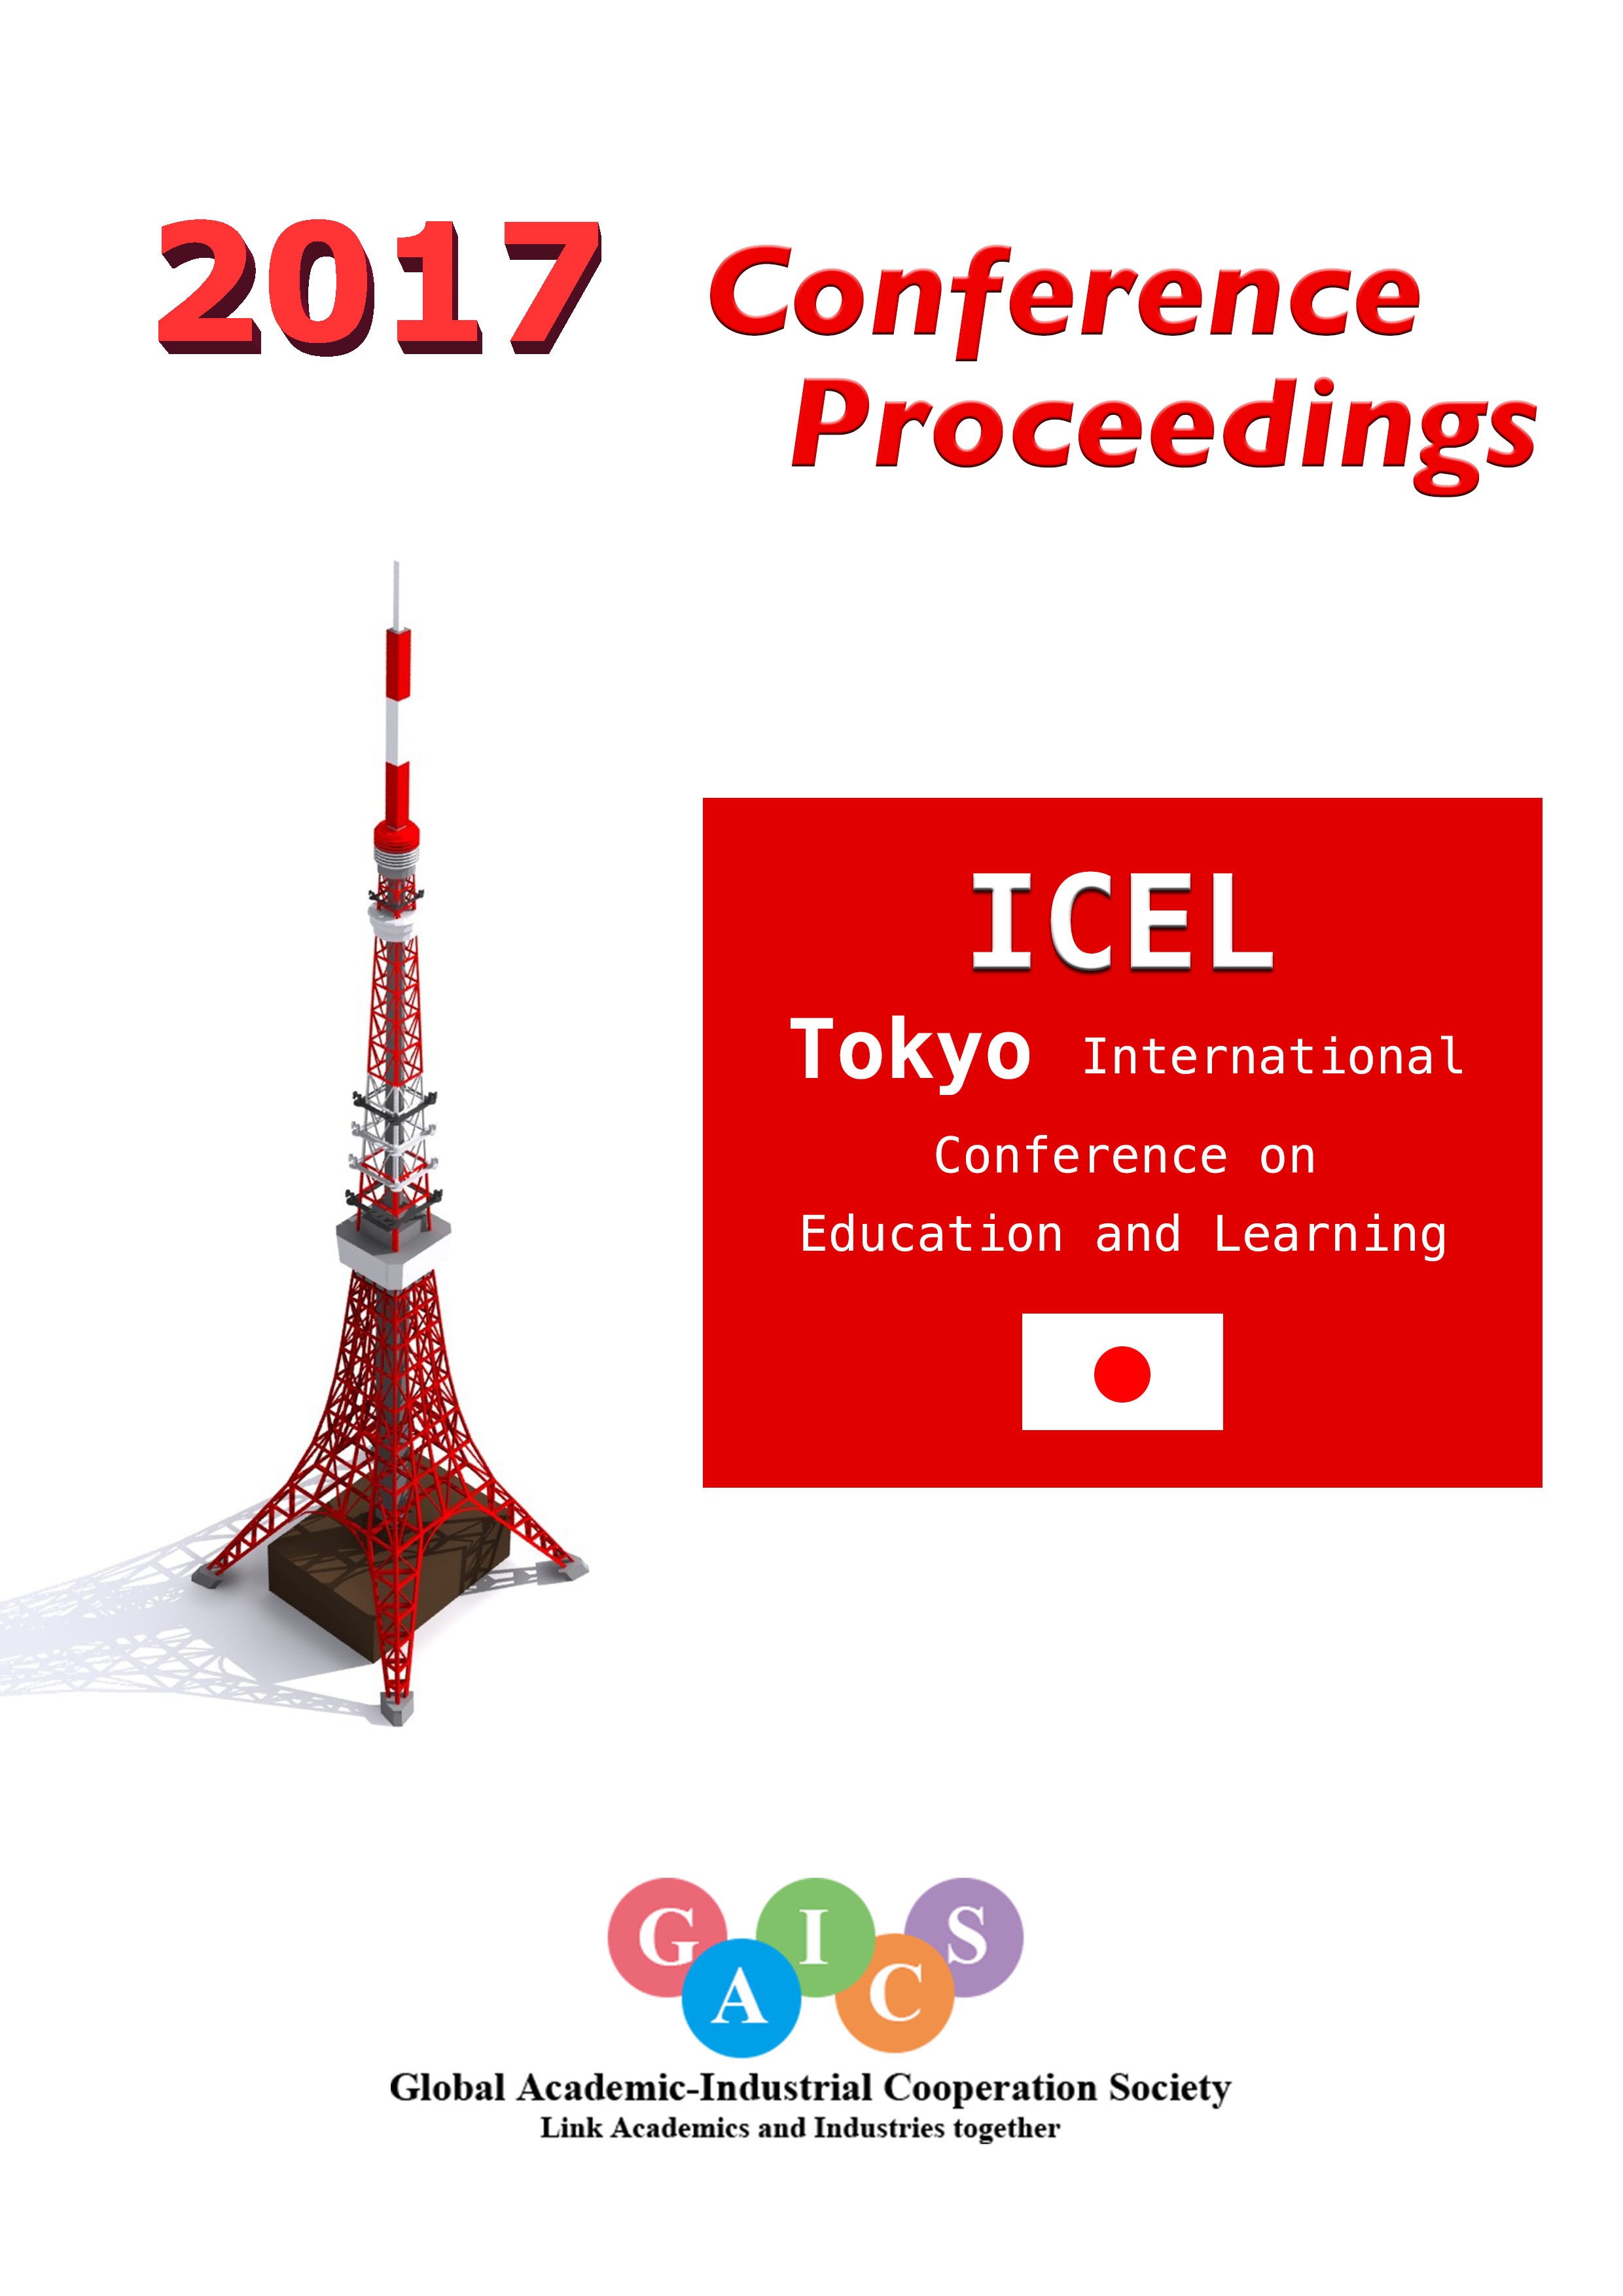 2017 Conference
Proceedings
ICEL
Tokyo International
Conference on
Education and Learning
GAICS
Global Academic-Industrial Cooperation Society
Link Academics and Industries together